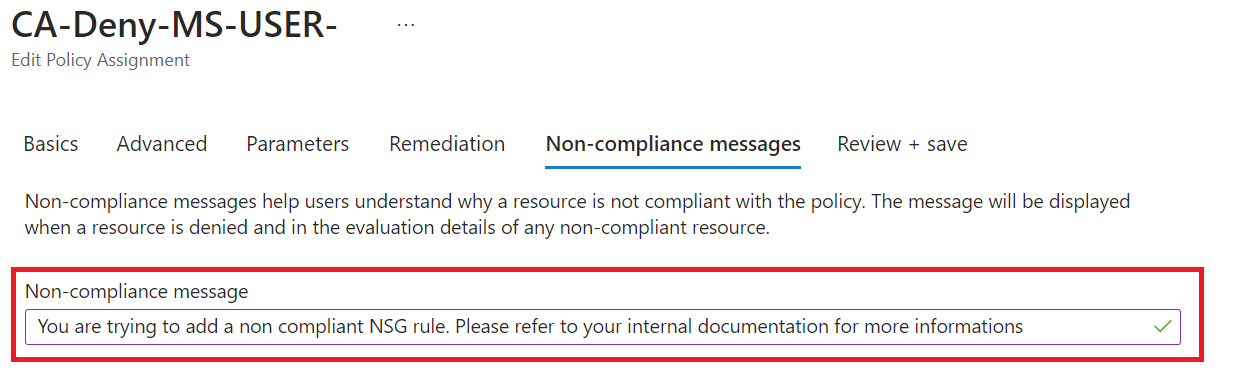 CA-Deny-MS-USER- ...
Edit Policy Assignment
Basics Advanced Parameters Remediation Non-compliance messages Review + save
Non-compliance messages help users understand why a resource is not compliant with the policy. The message will be displayed
when a resource is denied and in the evaluation details of any non-compliant resource.
Non-compliance message
You are trying to add a non compliant NSG rule. Please refer to your internal documentation for more informations